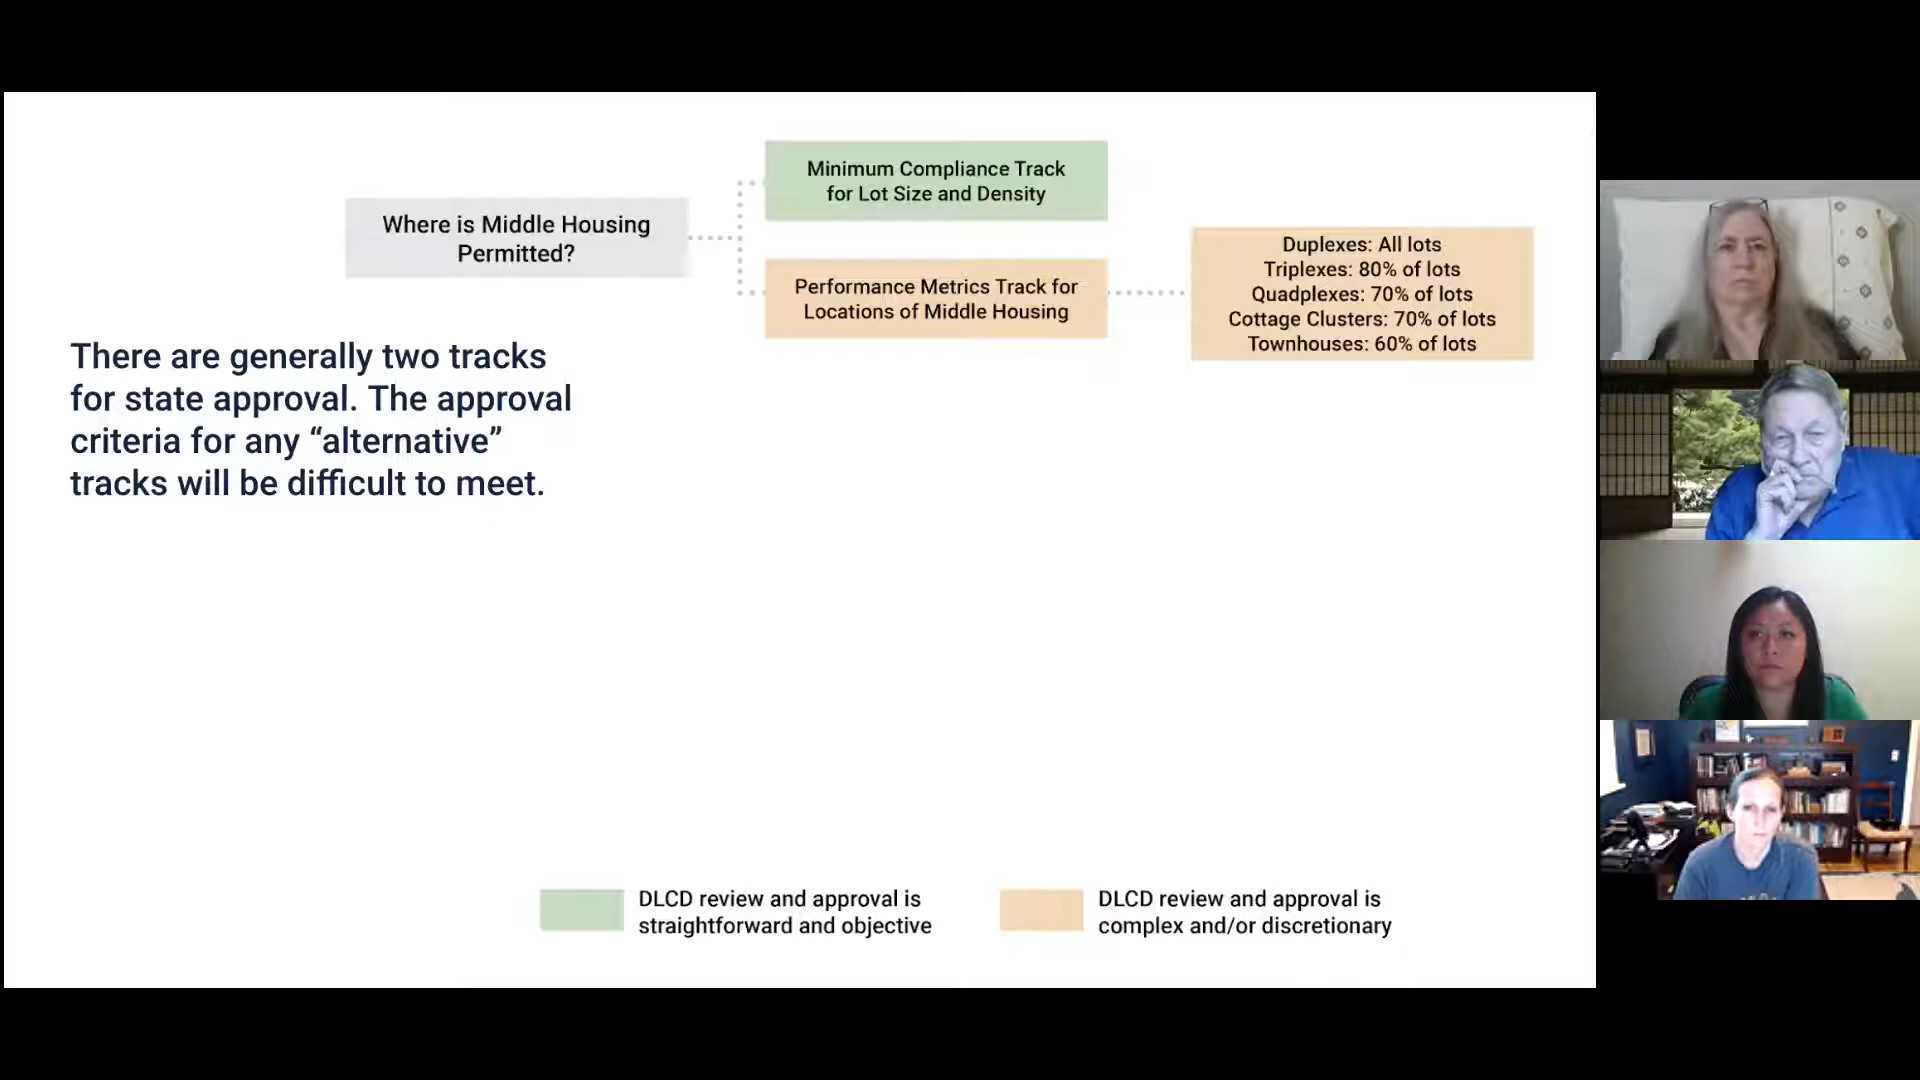 Where is Middle Housing
Permitted?
Minimum Compliance Track
for Lot Size and Density
Performance Metrics Track for
Locations of Middle Housing
Duplexes: All lots
Triplexes: 80% of lots
Quadplexes: 70% of lots
Cottage Clusters: 70% of lots
Townhouses: 60% of lots
There are generally two tracks
for state approval. The approval
criteria for any “alternative”
tracks will be difficult to meet.
DLCD review and approval is
straightforward and objective
DLCD review and approval is
complex and/or discretionary